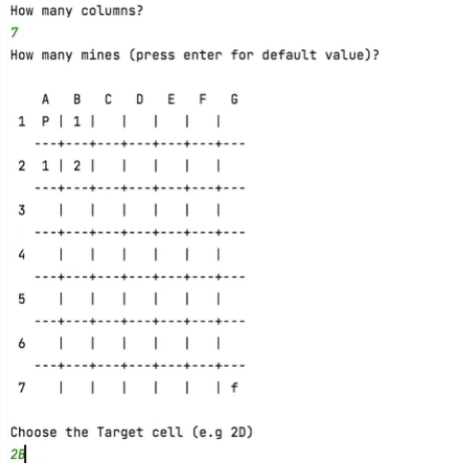 How many columns?
7
How many mines (press enter for default value)?
A B C D E F G
1 P | 1 | | | | |
---+---+---+---+---+---+---
2 1 | 2 | | | | |
---+---+---+---+---+---+---
3 | | | | | |
---+---+---+---+---+---+---
4 | | | | | |
---+---+---+---+---+---+---
5 | | | | | |
---+---+---+---+---+---+---
6 | | | | | |
---+---+---+---+---+---+---
7 | | | | | | f
Choose the Target cell (e.g 2D)
2B